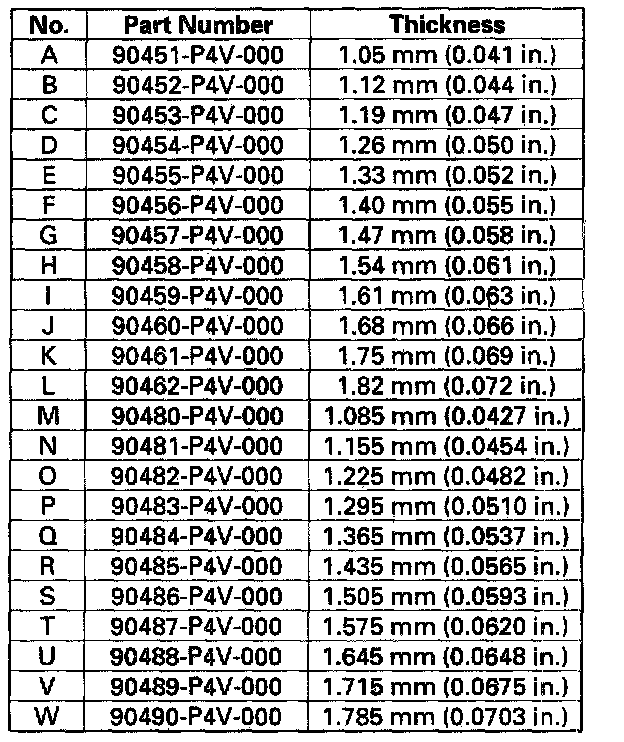 No. Part Number Thickness
A 90451-P4V-000 1.05 mm (0.041 in.)
B 90452-P4V-000 1.12 mm (0.044 in.)
C 90453-P4V-000 1.19 mm (0.047 in.)
D 90454-P4V-000 1.26 mm (0.050 in.)
E 90455-P4V-000 1.33 mm (0.052 in.)
F 90456-P4V-000 1.40 mm (0.055 in.)
G 90457-P4V-000 1.47 mm (0.058 in.)
H 90458-P4V-000 1.54 mm (0.061 in.)
I 90459-P4V-000 1.61 mm (0.063 in.)
J 90460-P4V-000 1.68 mm (0.066 in.)
K 90461-P4V-000 1.75 mm (0.069 in.)
L 90462-P4V-000 1.82 mm (0.072 in.)
M 90480-P4V-000 1.085 mm (0.0427 in.)
N 90481-P4V-000 1.155 mm (0.0454 in.)
O 90482-P4V-000 1.225 mm (0.0482 in.)
P 90483-P4V-000 1.295 mm (0.0510 in.)
Q 90484-P4V-000 1.365 mm (0.0537 in.)
R 90485-P4V-000 1.435 mm (0.0565 in.)
S 90486-P4V-000 1.505 mm (0.0593 in.)
T 90487-P4V-000 1.575 mm (0.0620 in.)
U 90488-P4V-000 1.645 mm (0.0648 in.)
V 90489-P4V-000 1.715 mm (0.0675 in.)
W 90490-P4V-000 1.785 mm (0.0703 in.)